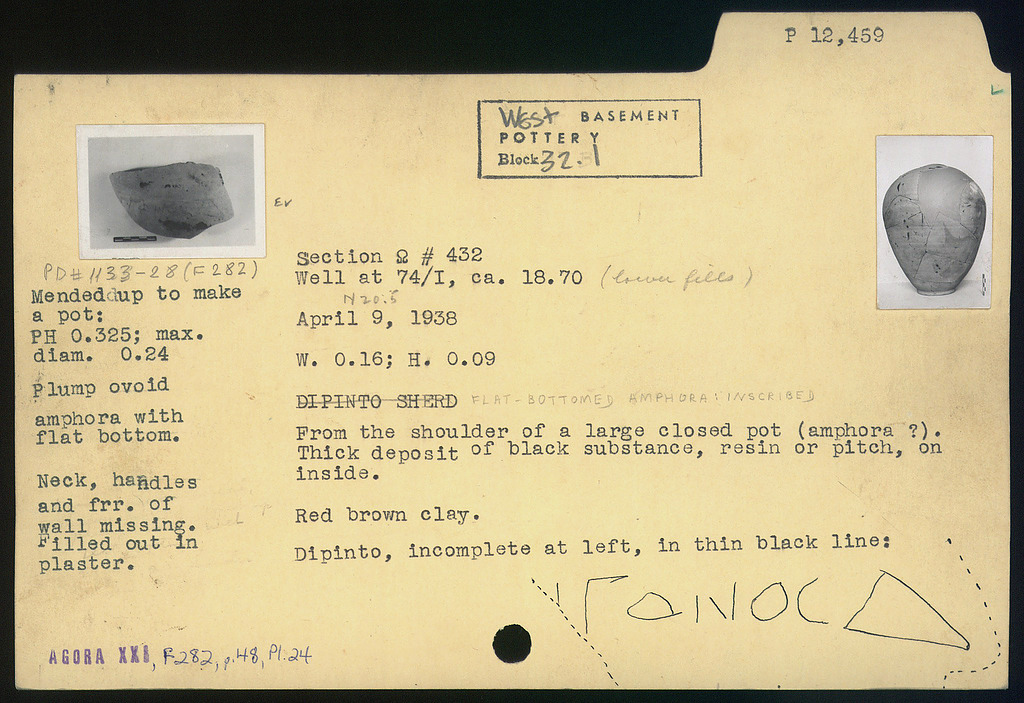 P 12,459
West BASEMENT
POTTERY
Block 32.1
EV
PD# 1133-28 (F 282)
Mended up to make
a pot:
PH 0.325; max.
diam. 0.24
Plump ovoid
amphora with
flat bottom.
Neck, handles
and frr. of
wall missing.
Filled out in
plaster.
Section Ω # 432
Well at 74/Ι, ca. 18.70 (lower fills)
N 20:5
April 9, 1938
W. 0.16; H. 0.09
DIPINTO SHERD FLAT-BOTTOMED AMPHORA: INSCRIBED
From the shoulder of a large closed pot (amphora ?).
Thick deposit of black substance, resin or pitch, on
inside.
Red brown clay.
Dipinto, incomplete at left, in thin black line:
AGORA XXI, F282, p.48, Pl.24